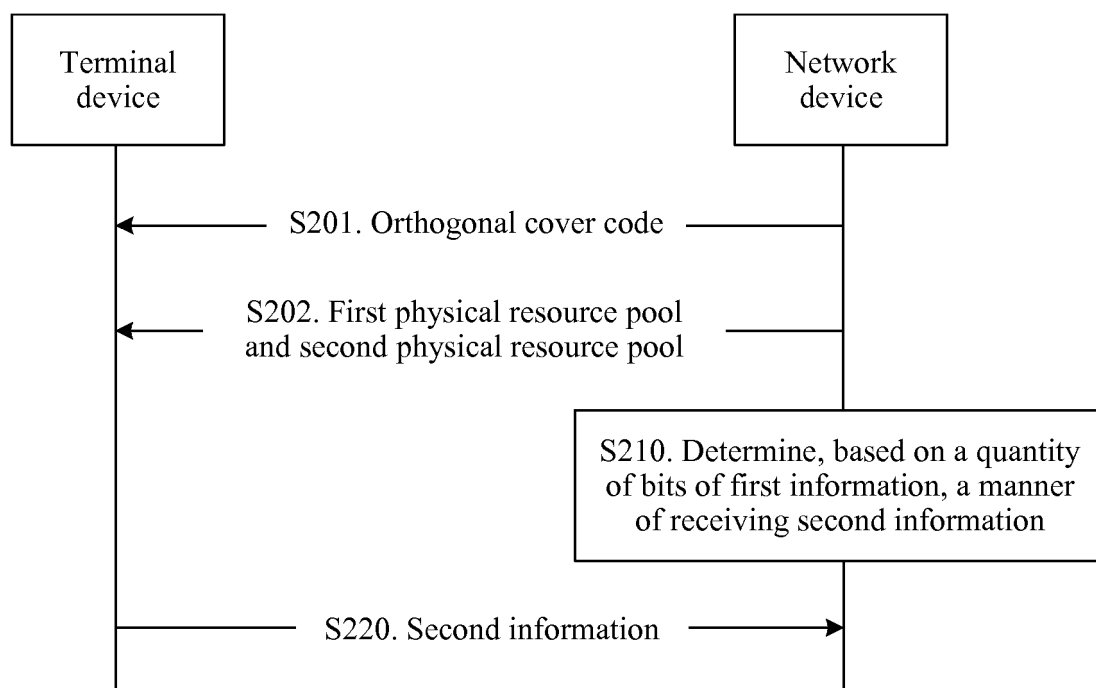 Terminal
device
Network
device
S201. Orthogonal cover code
S202. First physical resource pool
and second physical resource pool
S210. Determine, based on a quantity
of bits of first information, a manner
of receiving second information
S220. Second information